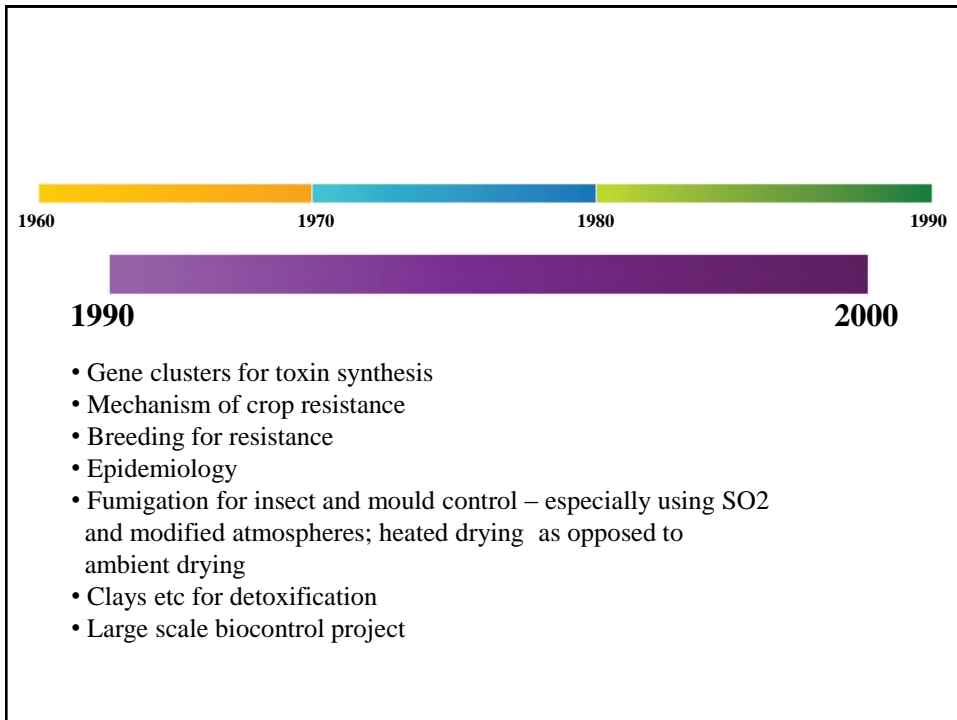 1960 1970 1980 1990
1990 2000
• Gene clusters for toxin synthesis
• Mechanism of crop resistance
• Breeding for resistance
• Epidemiology
• Fumigation for insect and mould control – especially using SO2
and modified atmospheres; heated drying as opposed to
ambient drying
• Clays etc for detoxification
• Large scale biocontrol project